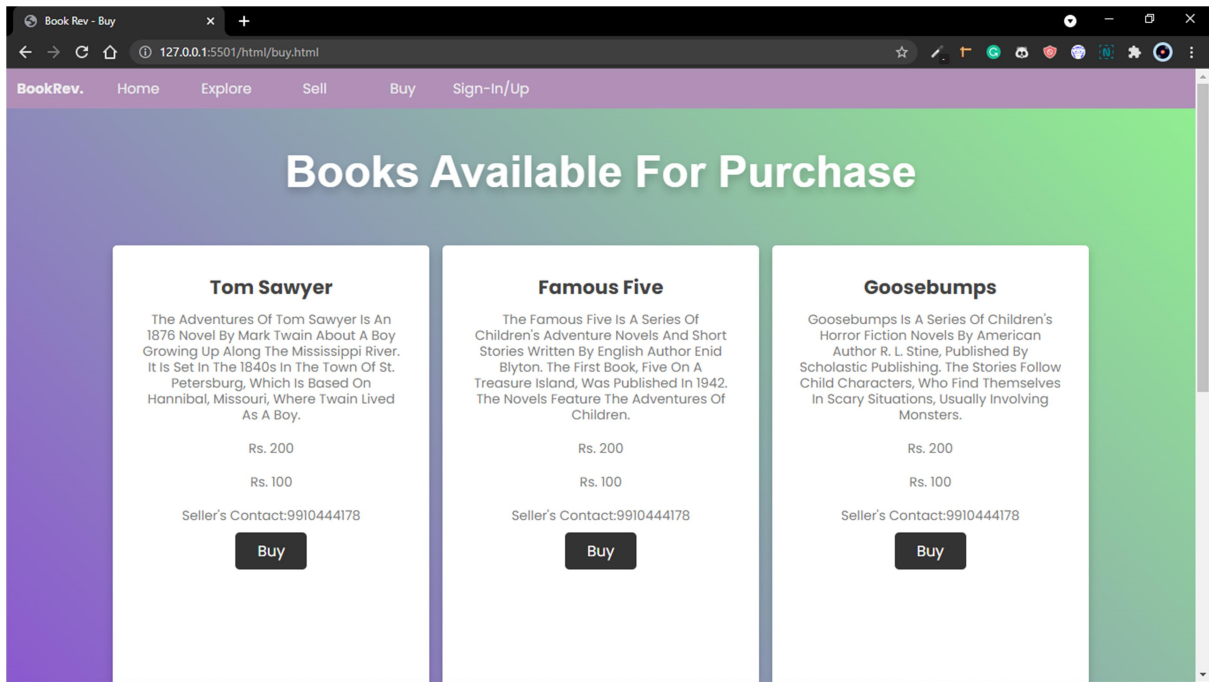 Book Rev - Buy
127.0.0.1:5501/html/buy.html
BookRev. Home Explore Sell Buy Sign-In/Up
Books Available For Purchase
Tom Sawyer
The Adventures Of Tom Sawyer Is An
1876 Novel By Mark Twain About A Boy
Growing Up Along The Mississippi River.
It Is Set In The 1840s In The Town Of St.
Petersburg, Which Is Based On
Hannibal, Missouri, Where Twain Lived
As A Boy.
Rs. 200
Rs. 100
Seller's Contact:9910444178
Buy
Famous Five
The Famous Five Is A Series Of
Children's Adventure Novels And Short
Stories Written By English Author Enid
Blyton. The First Book, Five On A
Treasure Island, Was Published In 1942.
The Novels Feature The Adventures Of
Children.
Rs. 200
Rs. 100
Seller's Contact:9910444178
Buy
Goosebumps
Goosebumps Is A Series Of Children's
Horror Fiction Novels By American
Author R. L. Stine, Published By
Scholastic Publishing. The Stories Follow
Child Characters, Who Find Themselves
In Scary Situations, Usually Involving
Monsters.
Rs. 200
Rs. 100
Seller's Contact:9910444178
Buy